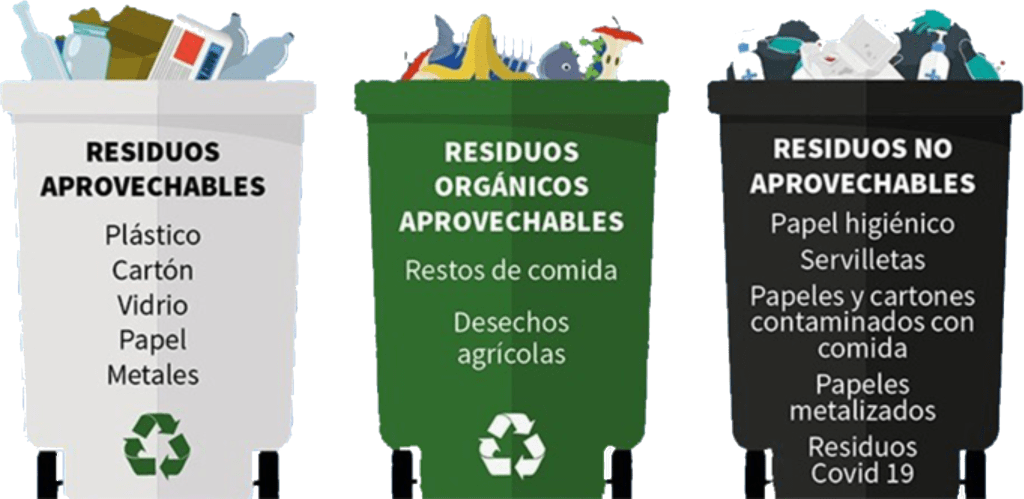 RESIDUOS
APROVECHABLES
Plástico
Cartón
Vidrio
Papel
Metales
RESIDUOS
ORGÁNICOS
APROVECHABLES
Restos de comida
Desechos
agrícolas
RESIDUOS NO
APROVECHABLES
Papel higiénico
Servilletas
Papeles y cartones
contaminados con
comida
Papeles
metalizados
Residuos
Covid 19